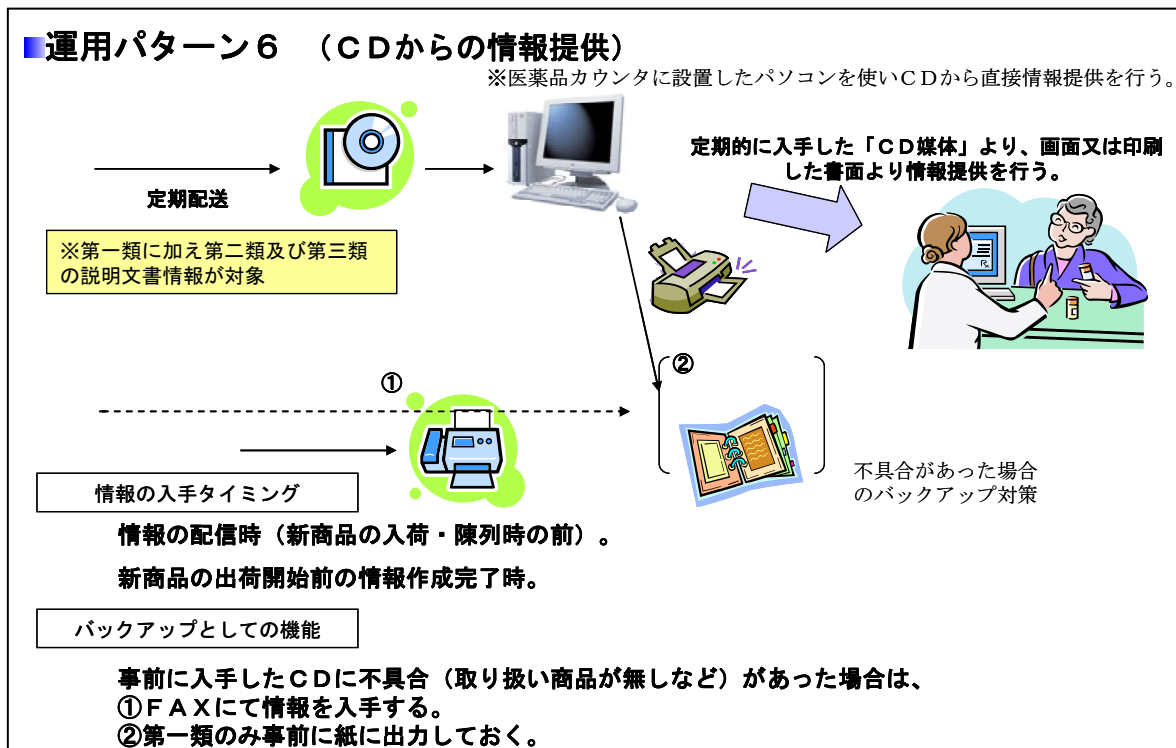 ■運用パターン６　（ＣＤからの情報提供）
※医薬品カウンタに設置したパソコンを使いＣＤから直接情報提供を行う。
定期的に入手した「ＣＤ媒体」より、画面又は印刷
した書面より情報提供を行う。
定期配送
※第一類に加え第二類及び第三類
の説明文書情報が対象
①
②
不具合があった場合
のバックアップ対策
情報の入手タイミング
情報の配信時（新商品の入荷・陳列時の前）。
新商品の出荷開始前の情報作成完了時。
バックアップとしての機能
事前に入手したＣＤに不具合（取り扱い商品が無しなど）があった場合は、
①ＦＡＸにて情報を入手する。
②第一類のみ事前に紙に出力しておく。